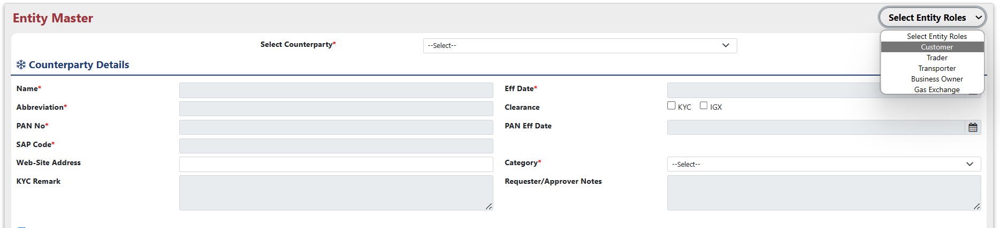 Entity Master
Select Entity Roles
Select Entity Roles
Customer
Trader
Transporter
Business Owner
Gas Exchange
Select Counterparty*
--Select--
Counterparty Details
Name*
Eff Date*
Abbreviation*
Clearance
KYC
IGX
PAN No*
PAN Eff Date
SAP Code*
Web-Site Address
Category*
--Select--
KYC Remark
Requester/Approver Notes